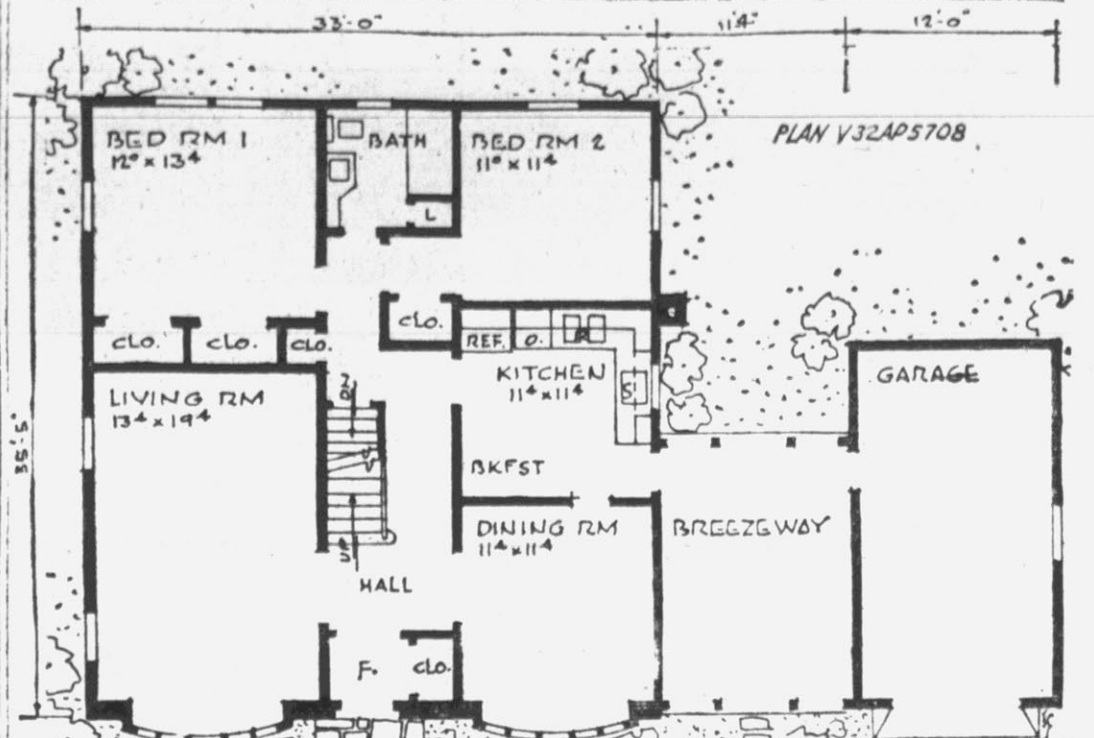 33'-0"
11'4"
12'-0"
PLAN V32AP5708
BED RM 1
12⁰ x 13⁴
BATH
BED RM 2
11⁰ x 11⁴
L
CLO.
CLO.
CLO.
CLO.
REF.
O.
R
KITCHEN
11⁴ x 11⁴
S
GARAGE
LIVING RM
13⁴ x 19⁴
DN
35'-5"
BKFST
DINING RM
11⁴ x 11⁴
BREEZEWAY
UP
HALL
F.
CLO.